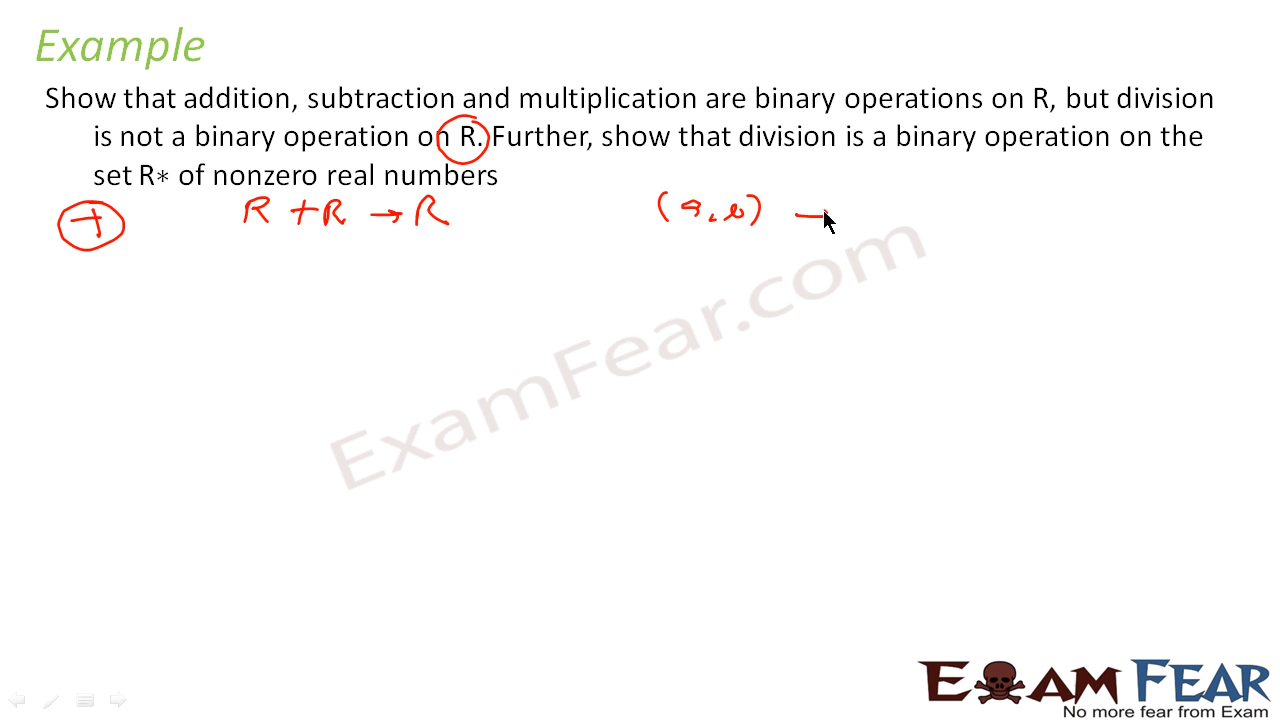 Example
Show that addition, subtraction and multiplication are binary operations on R, but division
is not a binary operation on R. Further, show that division is a binary operation on the
set R∗ of nonzero real numbers
+ R + R → R (a, b) —
ExamFear.com
EXAM FEAR
No more fear from Exam